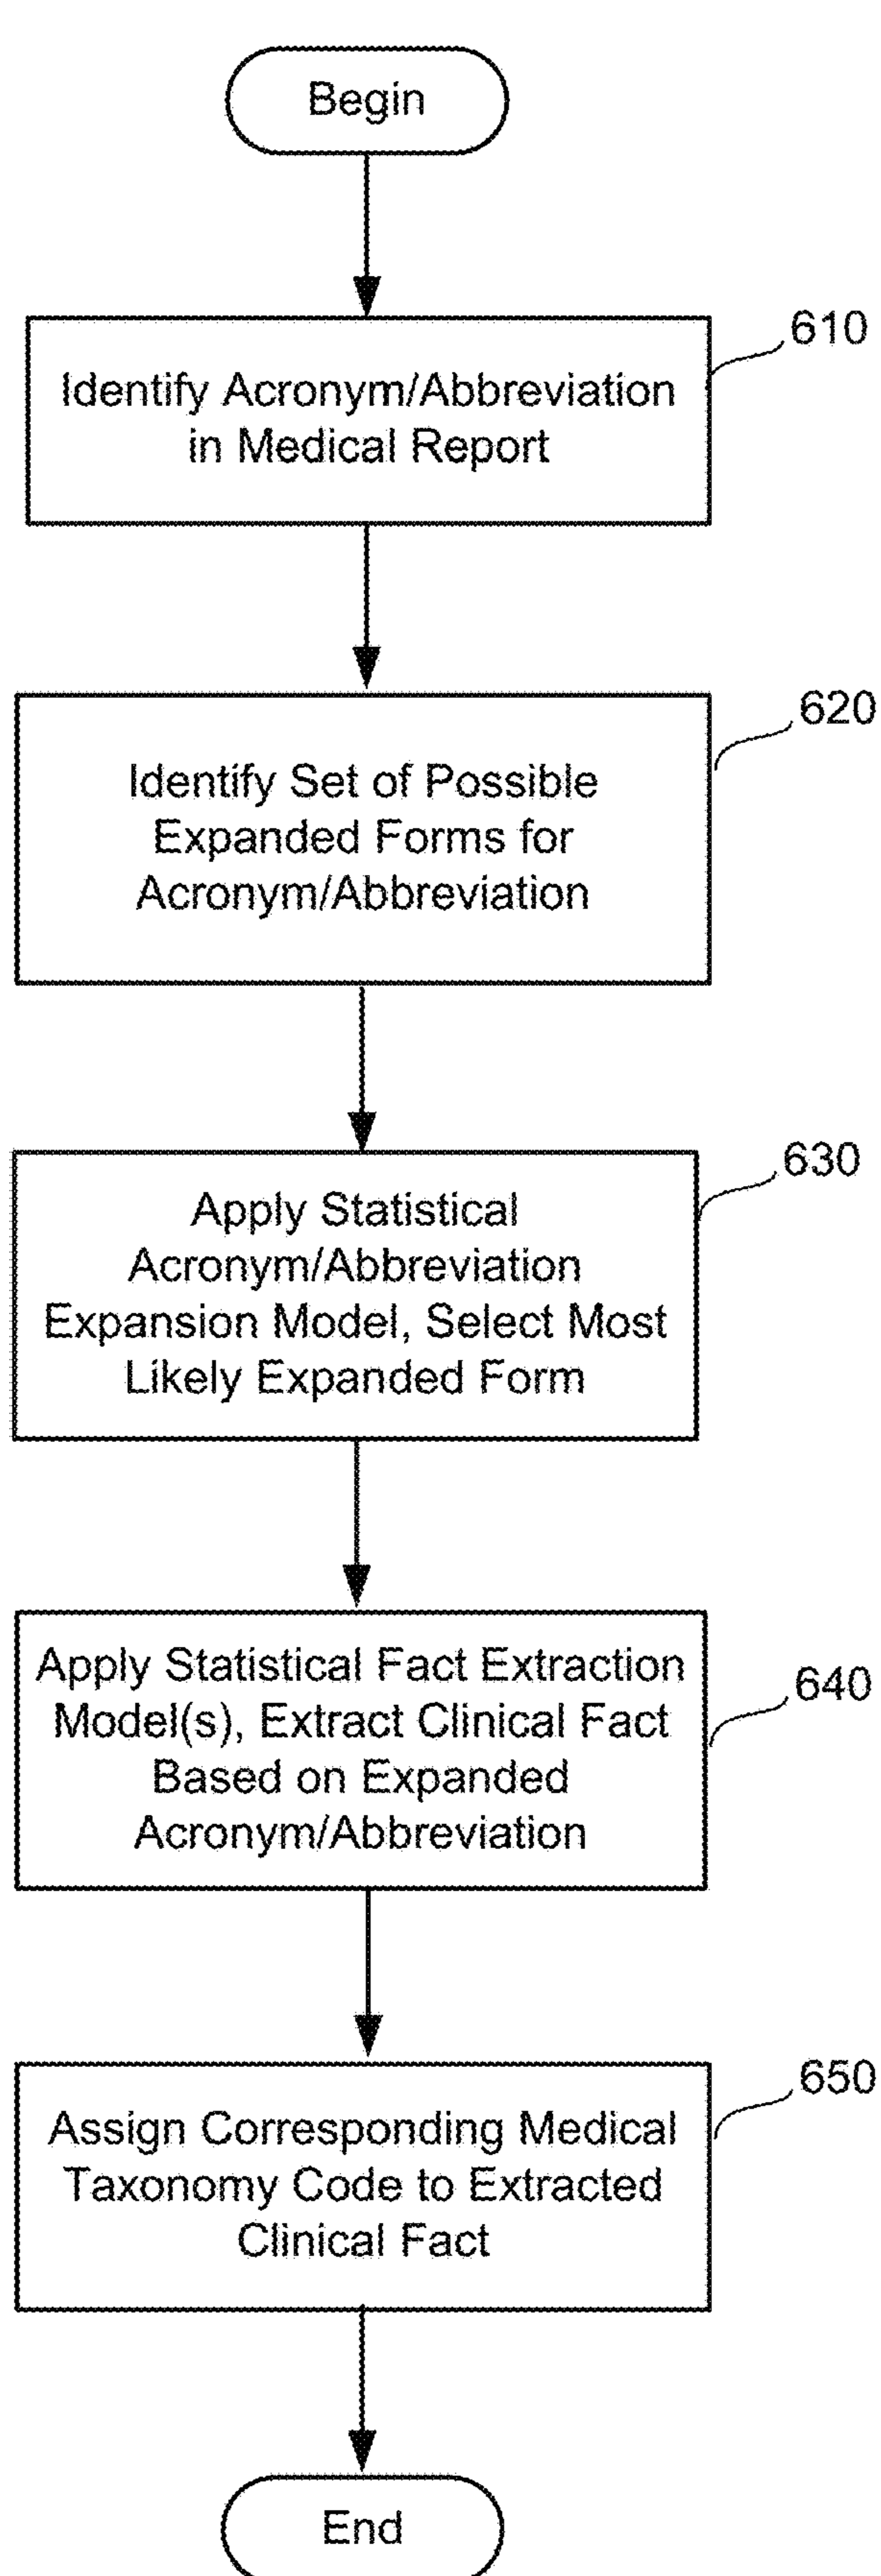 Begin
610
Identify Acronym/Abbreviation
in Medical Report
620
Identify Set of Possible
Expanded Forms for
Acronym/Abbreviation
630
Apply Statistical
Acronym/Abbreviation
Expansion Model, Select Most
Likely Expanded Form
640
Apply Statistical Fact Extraction
Model(s), Extract Clinical Fact
Based on Expanded
Acronym/Abbreviation
650
Assign Corresponding Medical
Taxonomy Code to Extracted
Clinical Fact
End